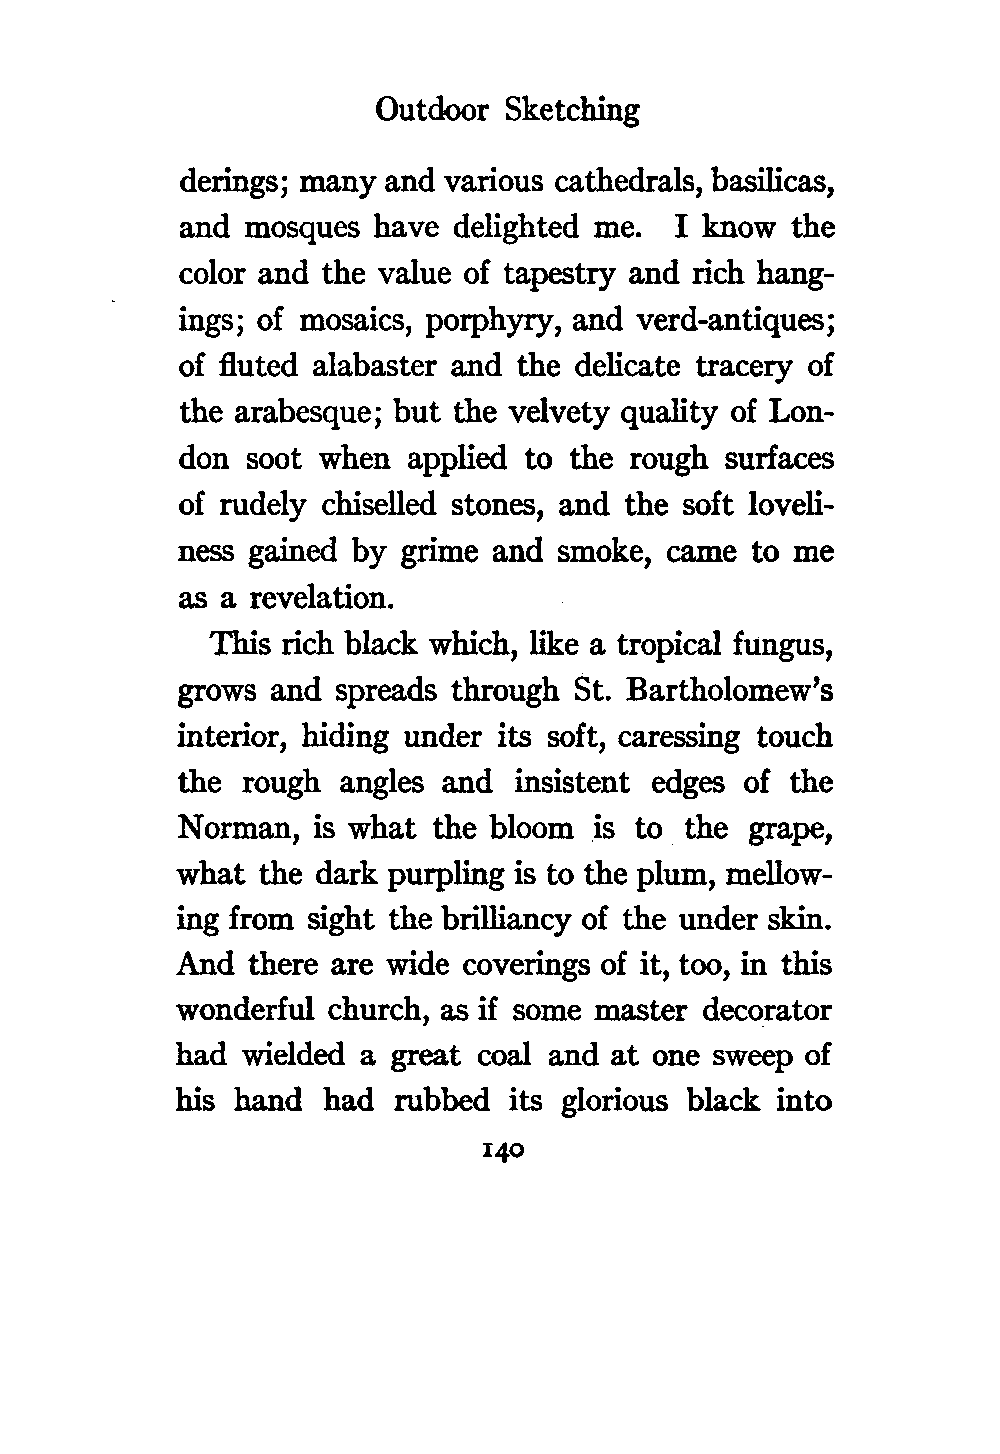 Outdoor Sketching
derings; many and various cathedrals, basilicas,
and mosques have delighted me. I know the
color and the value of tapestry and rich hang-
ings; of mosaics, porphyry, and verd-antiques;
of fluted alabaster and the delicate tracery of
the arabesque; but the velvety quality of Lon-
don soot when applied to the rough surfaces
of rudely chiselled stones, and the soft loveli-
ness gained by grime and smoke, came to me
as a revelation.
This rich black which, like a tropical fungus,
grows and spreads through St. Bartholomew's
interior, hiding under its soft, caressing touch
the rough angles and insistent edges of the
Norman, is what the bloom is to the grape,
what the dark purpling is to the plum, mellow-
ing from sight the brilliancy of the under skin.
And there are wide coverings of it, too, in this
wonderful church, as if some master decorator
had wielded a great coal and at one sweep of
his hand had rubbed its glorious black into
140